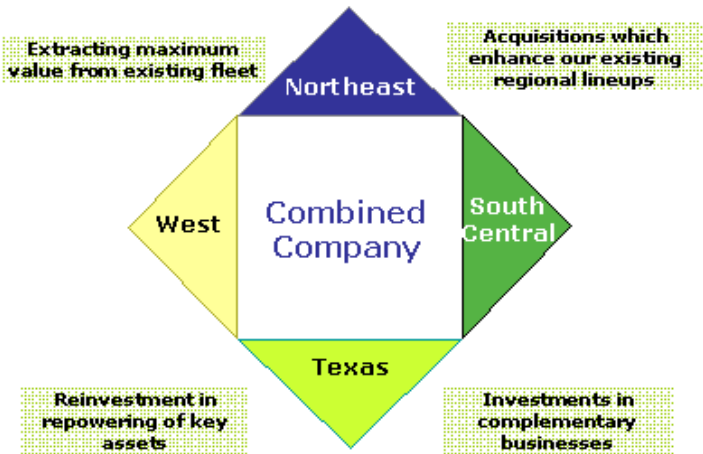 Extracting maximum
value from existing fleet
Acquisitions which
enhance our existing
regional lineups
Northeast
West
Combined
Company
South
Central
Texas
Reinvestment in
repowering of key
assets
Investments in
complementary
businesses